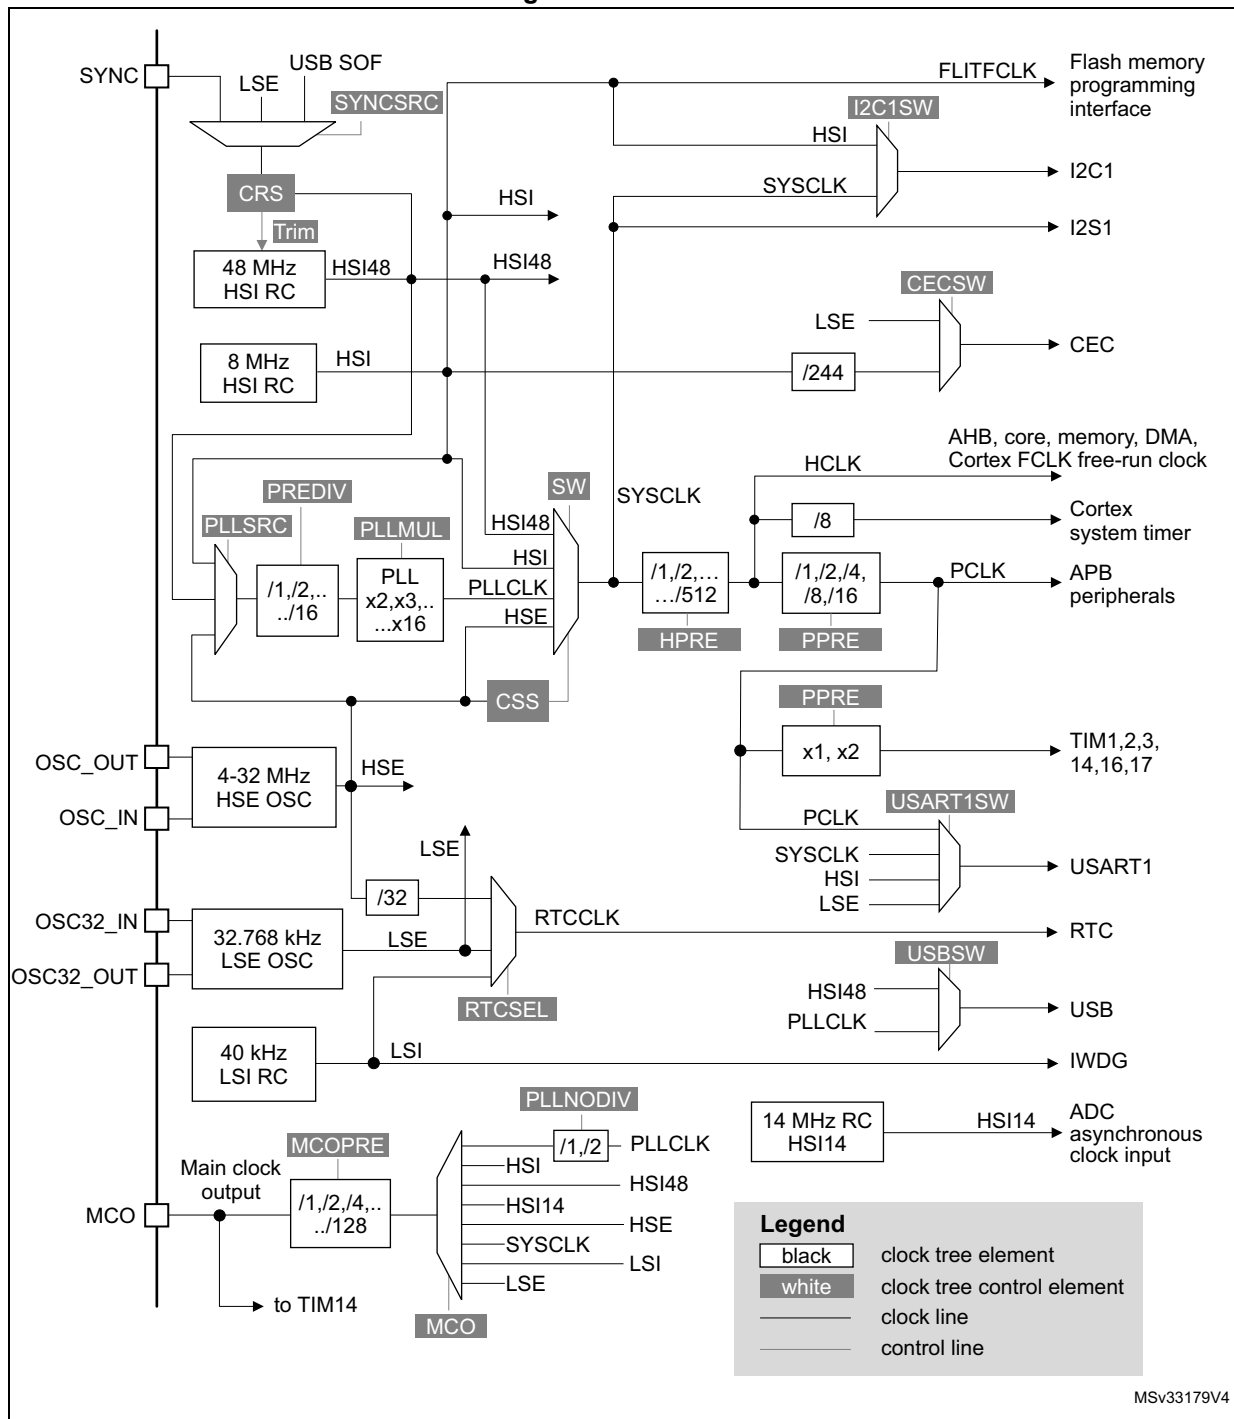 SYNC
LSE
USB SOF
SYNCSRC
CRS
Trim
48 MHz
HSI RC
HSI48
HSI
HSI48
8 MHz
HSI RC
HSI
FLITFCLK
Flash memory
programming
interface
I2C1SW
HSI
SYSCLK
I2C1
I2S1
CECSW
LSE
/244
CEC
AHB, core, memory, DMA,
Cortex FCLK free-run clock
HCLK
/8
Cortex
system timer
PLLSRC
PREDIV
/1,/2,..
../16
PLLMUL
PLL
x2,x3,..
...x16
SW
HSI48
HSI
PLLCLK
HSE
CSS
SYSCLK
/1,/2,...
.../512
HPRE
/1,/2,/4,
/8,/16
PPRE
PCLK
APB
peripherals
PPRE
x1, x2
TIM1,2,3,
14,16,17
OSC_OUT
OSC_IN
4-32 MHz
HSE OSC
HSE
USART1SW
PCLK
SYSCLK
HSI
LSE
USART1
LSE
/32
OSC32_IN
OSC32_OUT
32.768 kHz
LSE OSC
LSE
RTCCLK
RTCSEL
RTC
USBSW
HSI48
PLLCLK
USB
40 kHz
LSI RC
LSI
IWDG
PLLNODIV
/1,/2
PLLCLK
HSI
HSI48
HSI14
HSE
SYSCLK
LSI
LSE
MCO
MCOPRE
/1,/2,/4,..
../128
Main clock
output
MCO
to TIM14
14 MHz RC
HSI14
HSI14
ADC
asynchronous
clock input
Legend
black clock tree element
white clock tree control element
clock line
control line
MSv33179V4